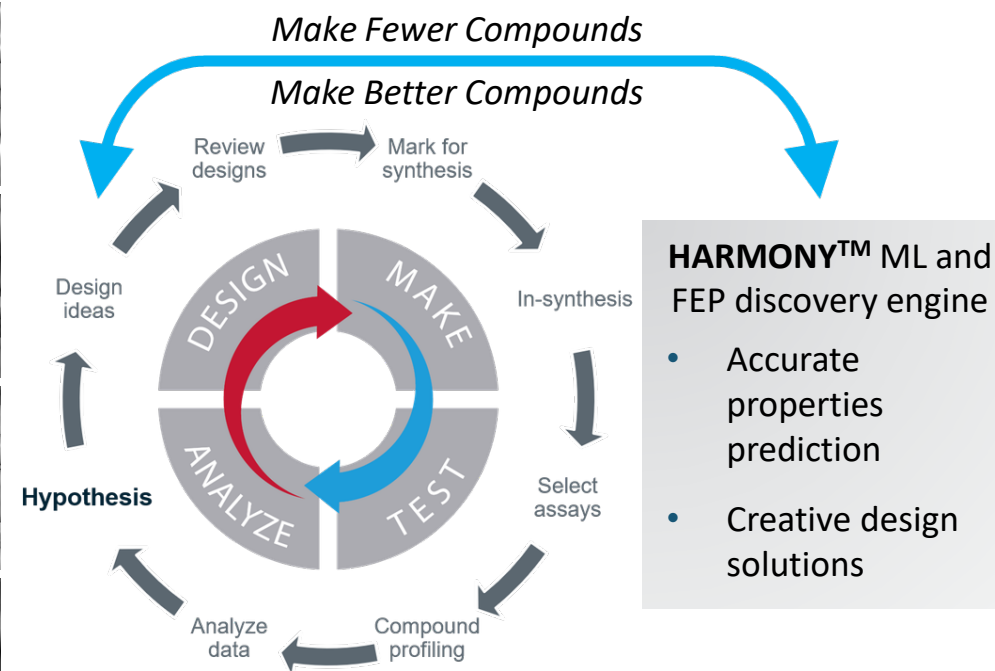 Make Fewer Compounds
Make Better Compounds
Review
designs
Mark for
synthesis
Design
ideas
In-synthesis
DESIGN
MAKE
ANALYZE
TEST
Hypothesis
Select
assays
Analyze
data
Compound
profiling
HARMONY™ ML and
FEP discovery engine
• Accurate
properties
prediction
• Creative design
solutions